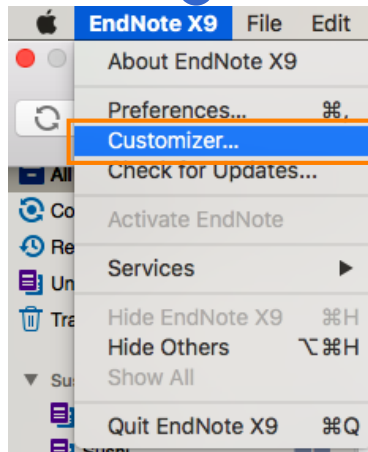 EndNote X9 File Edit
About EndNote X9
Preferences... ⌘,
Customizer...
All
Check for Updates...
Co
Activate EndNote
Re
Services ▶
Un
Hide EndNote X9 ⌘H
Tra
Hide Others ⌥⌘H
Show All
▼ Su
Quit EndNote X9 ⌘Q